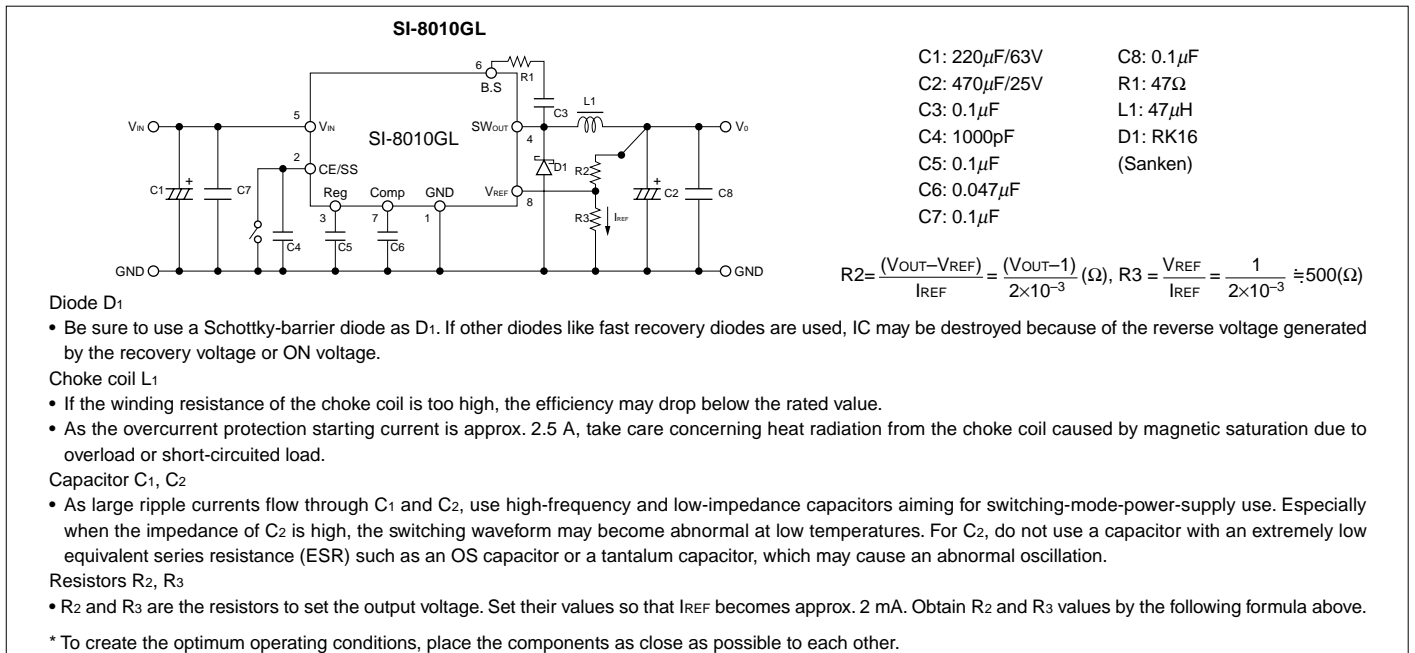 SI-8010GL
6
B.S
R1
C3
L1
VIN
5
VIN
SWOUT
4
V0
SI-8010GL
2
CE/SS
D1
R2
C1
+
C7
Reg
Comp
GND
VREF
8
3
7
1
R3
IREF
+
C2
C8
C4
C5
C6
GND
GND
C1: 220μF/63V
C2: 470μF/25V
C3: 0.1μF
C4: 1000pF
C5: 0.1μF
C6: 0.047μF
C7: 0.1μF
C8: 0.1μF
R1: 47Ω
L1: 47μH
D1: RK16
(Sanken)
R2= (VOUT–VREF) / IREF = (VOUT–1) / 2×10–3 (Ω), R3 = VREF / IREF = 1 / 2×10–3 ≒500(Ω)
Diode D1
• Be sure to use a Schottky-barrier diode as D1. If other diodes like fast recovery diodes are used, IC may be destroyed because of the reverse voltage generated
by the recovery voltage or ON voltage.
Choke coil L1
• If the winding resistance of the choke coil is too high, the efficiency may drop below the rated value.
• As the overcurrent protection starting current is approx. 2.5 A, take care concerning heat radiation from the choke coil caused by magnetic saturation due to
overload or short-circuited load.
Capacitor C1, C2
• As large ripple currents flow through C1 and C2, use high-frequency and low-impedance capacitors aiming for switching-mode-power-supply use. Especially
when the impedance of C2 is high, the switching waveform may become abnormal at low temperatures. For C2, do not use a capacitor with an extremely low
equivalent series resistance (ESR) such as an OS capacitor or a tantalum capacitor, which may cause an abnormal oscillation.
Resistors R2, R3
• R2 and R3 are the resistors to set the output voltage. Set their values so that IREF becomes approx. 2 mA. Obtain R2 and R3 values by the following formula above.
* To create the optimum operating conditions, place the components as close as possible to each other.